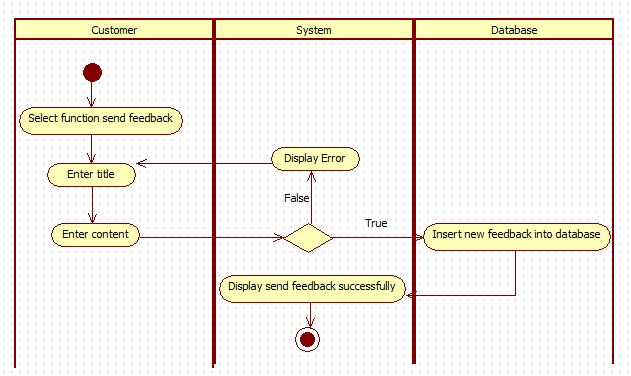 Customer
System
Database
Select function send feedback
Display Error
Enter title
False
True
Enter content
Insert new feedback into database
Display send feedback successfully